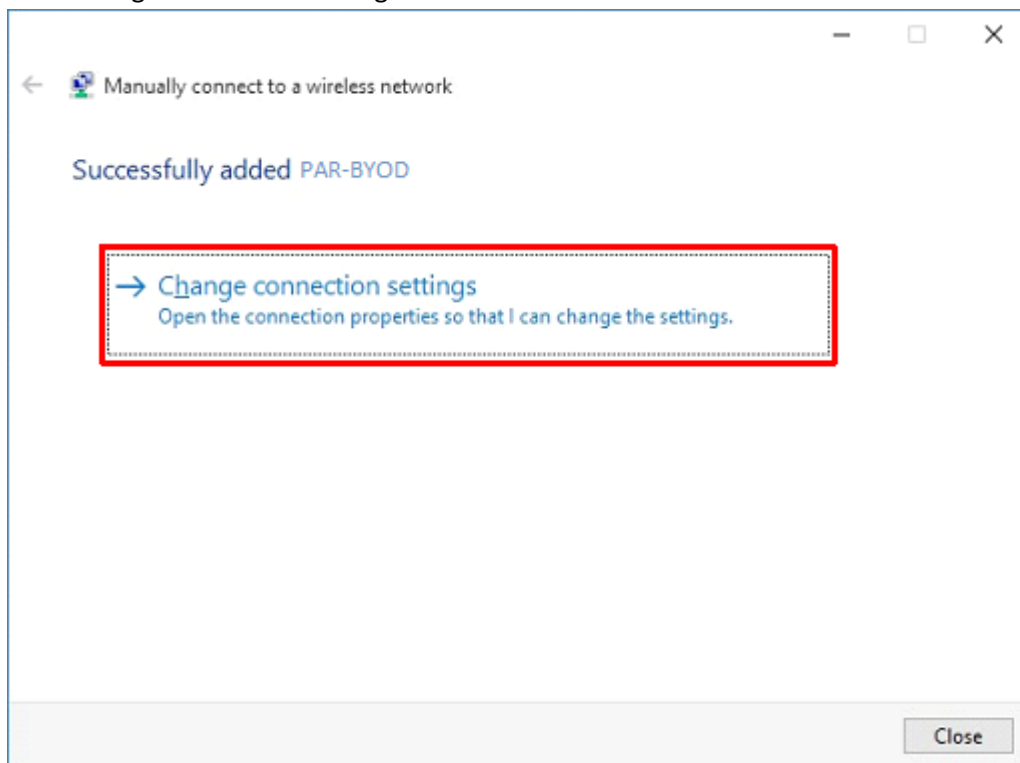 Manually connect to a wireless network
Successfully added PAR-BYOD
Change connection settings
Open the connection properties so that I can change the settings.
Close